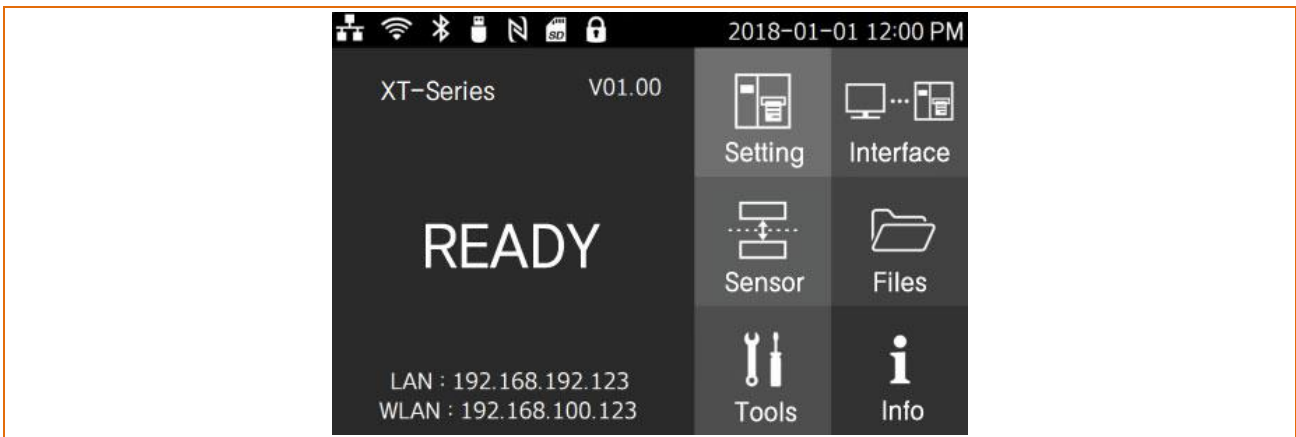 SD
2018-01-01 12:00 PM
XT-Series V01.00
READY
LAN : 192.168.192.123
WLAN : 192.168.100.123
Setting
Interface
Sensor
Files
Tools
Info